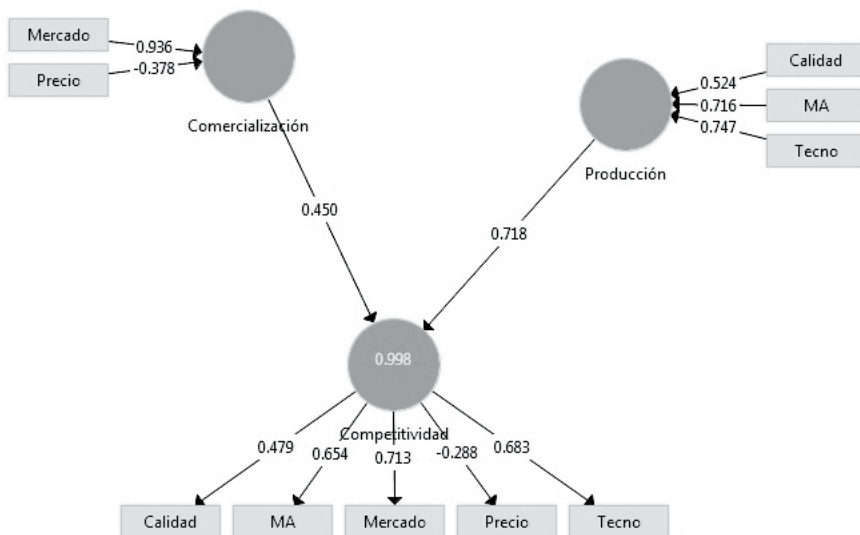 Mercado
0.936
Precio
-0.378
Comercialización
Calidad
0.524
MA
0.716
0.747
Tecno
Producción
0.450
0.718
0.998
Competitividad
0.479
0.654
0.713
-0.288
0.683
Calidad
MA
Mercado
Precio
Tecno